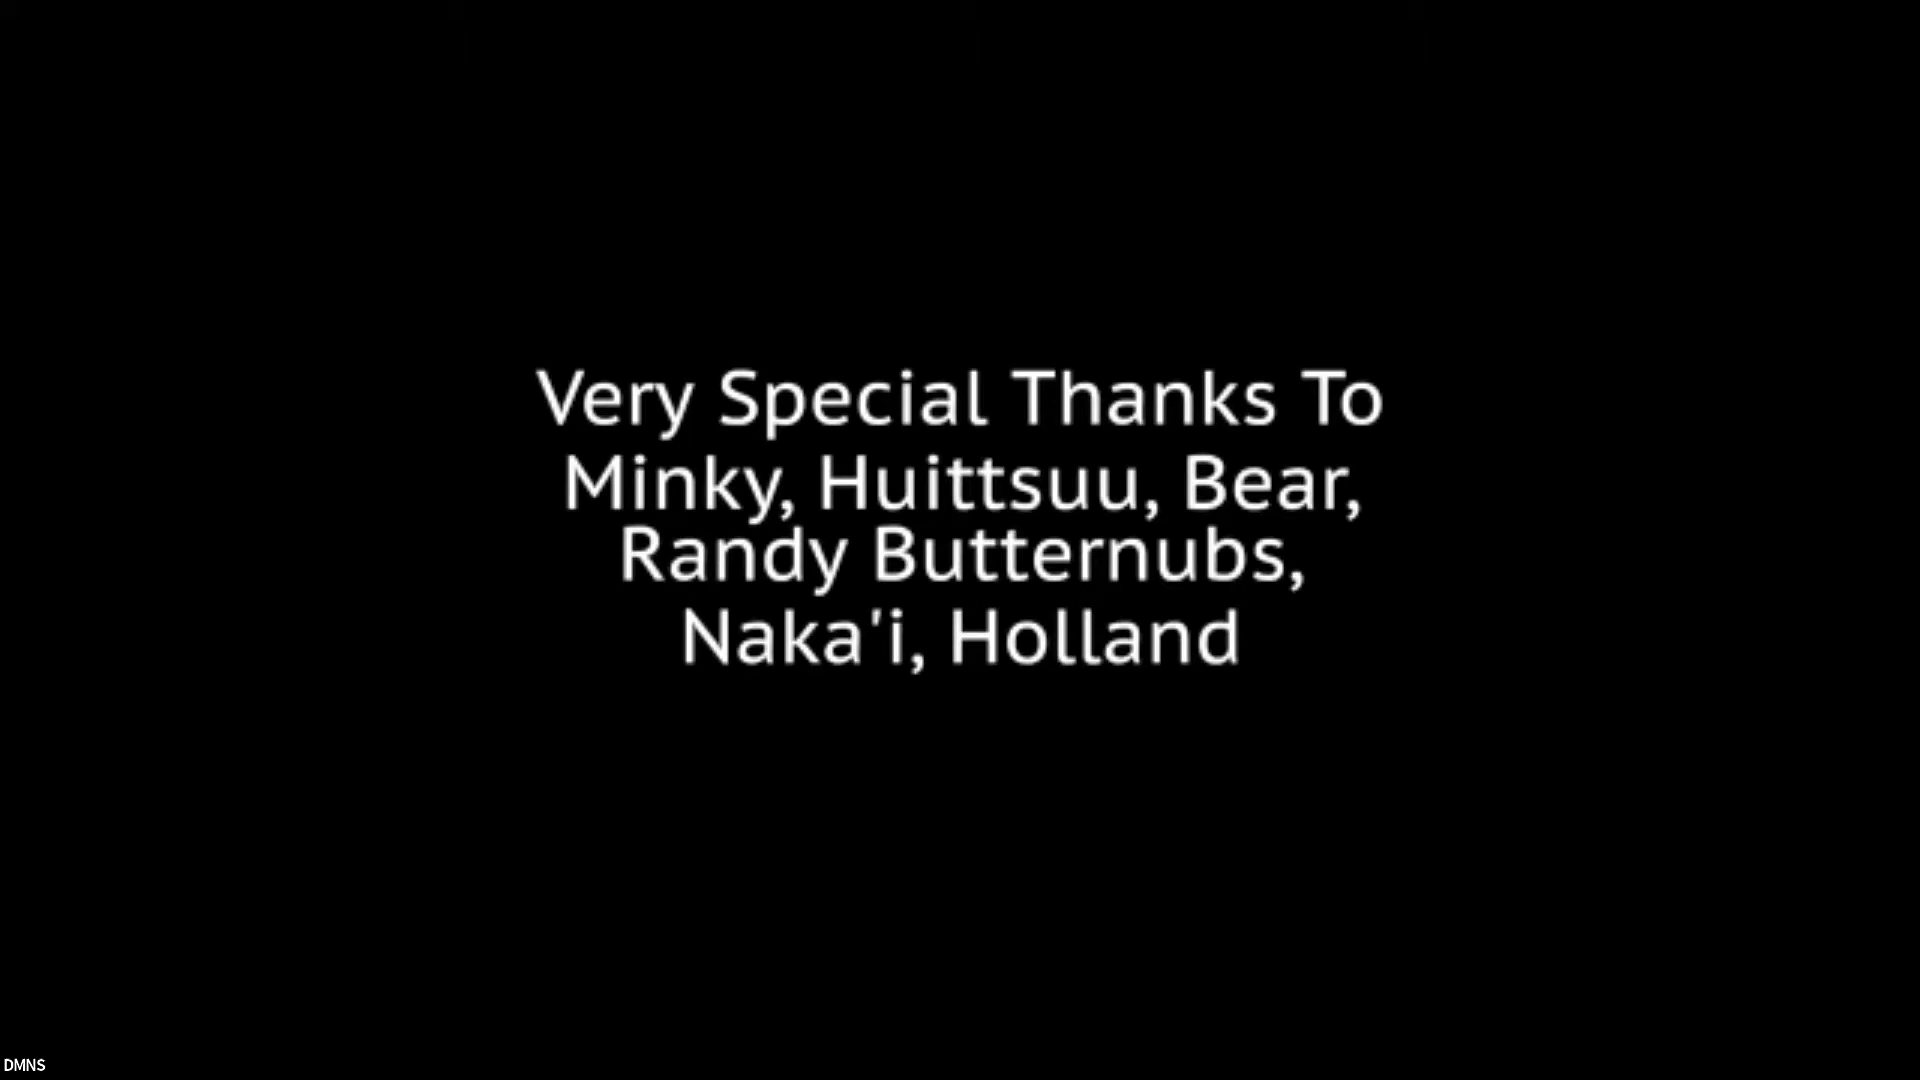 Very Special Thanks To
Minky, Huittsuu, Bear,
Randy Butternubs,
Naka'i, Holland
DMNS